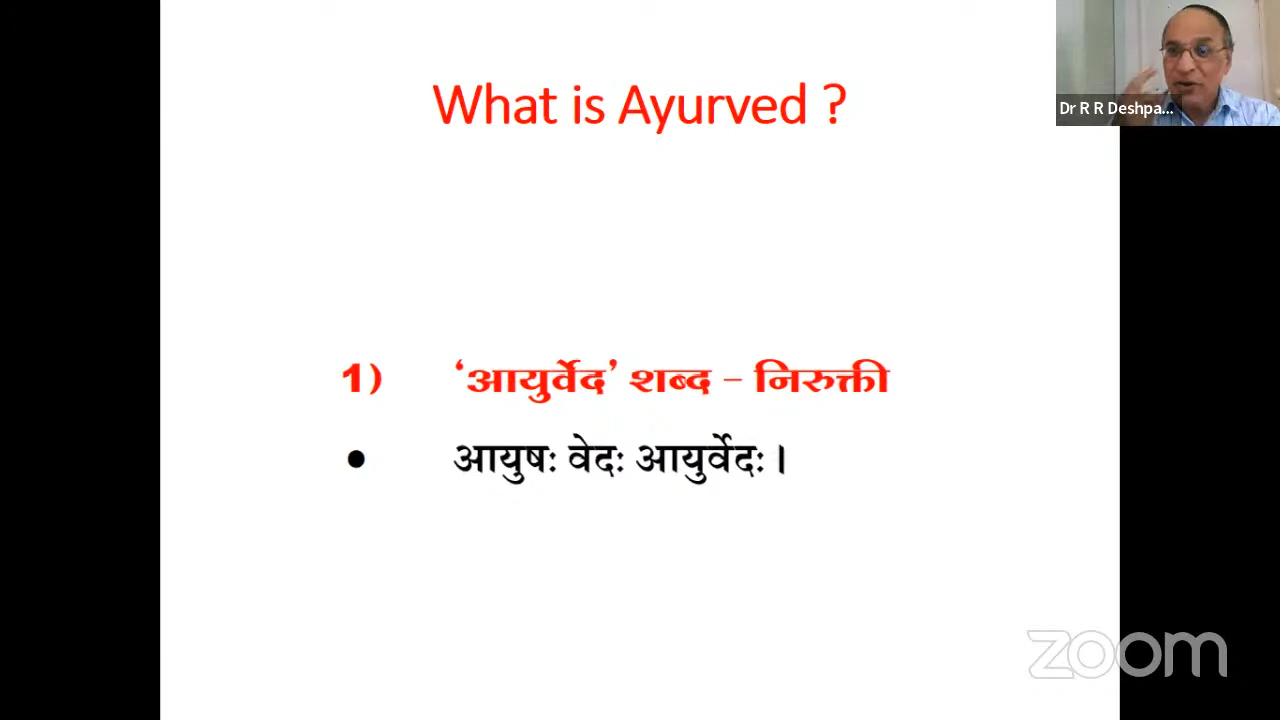 What is Ayurved ?
Dr R R Deshpa...
1) ‘आयुर्वेद’ शब्द – निरुक्ती
• आयुषः वेदः आयुर्वेदः ।
zoom